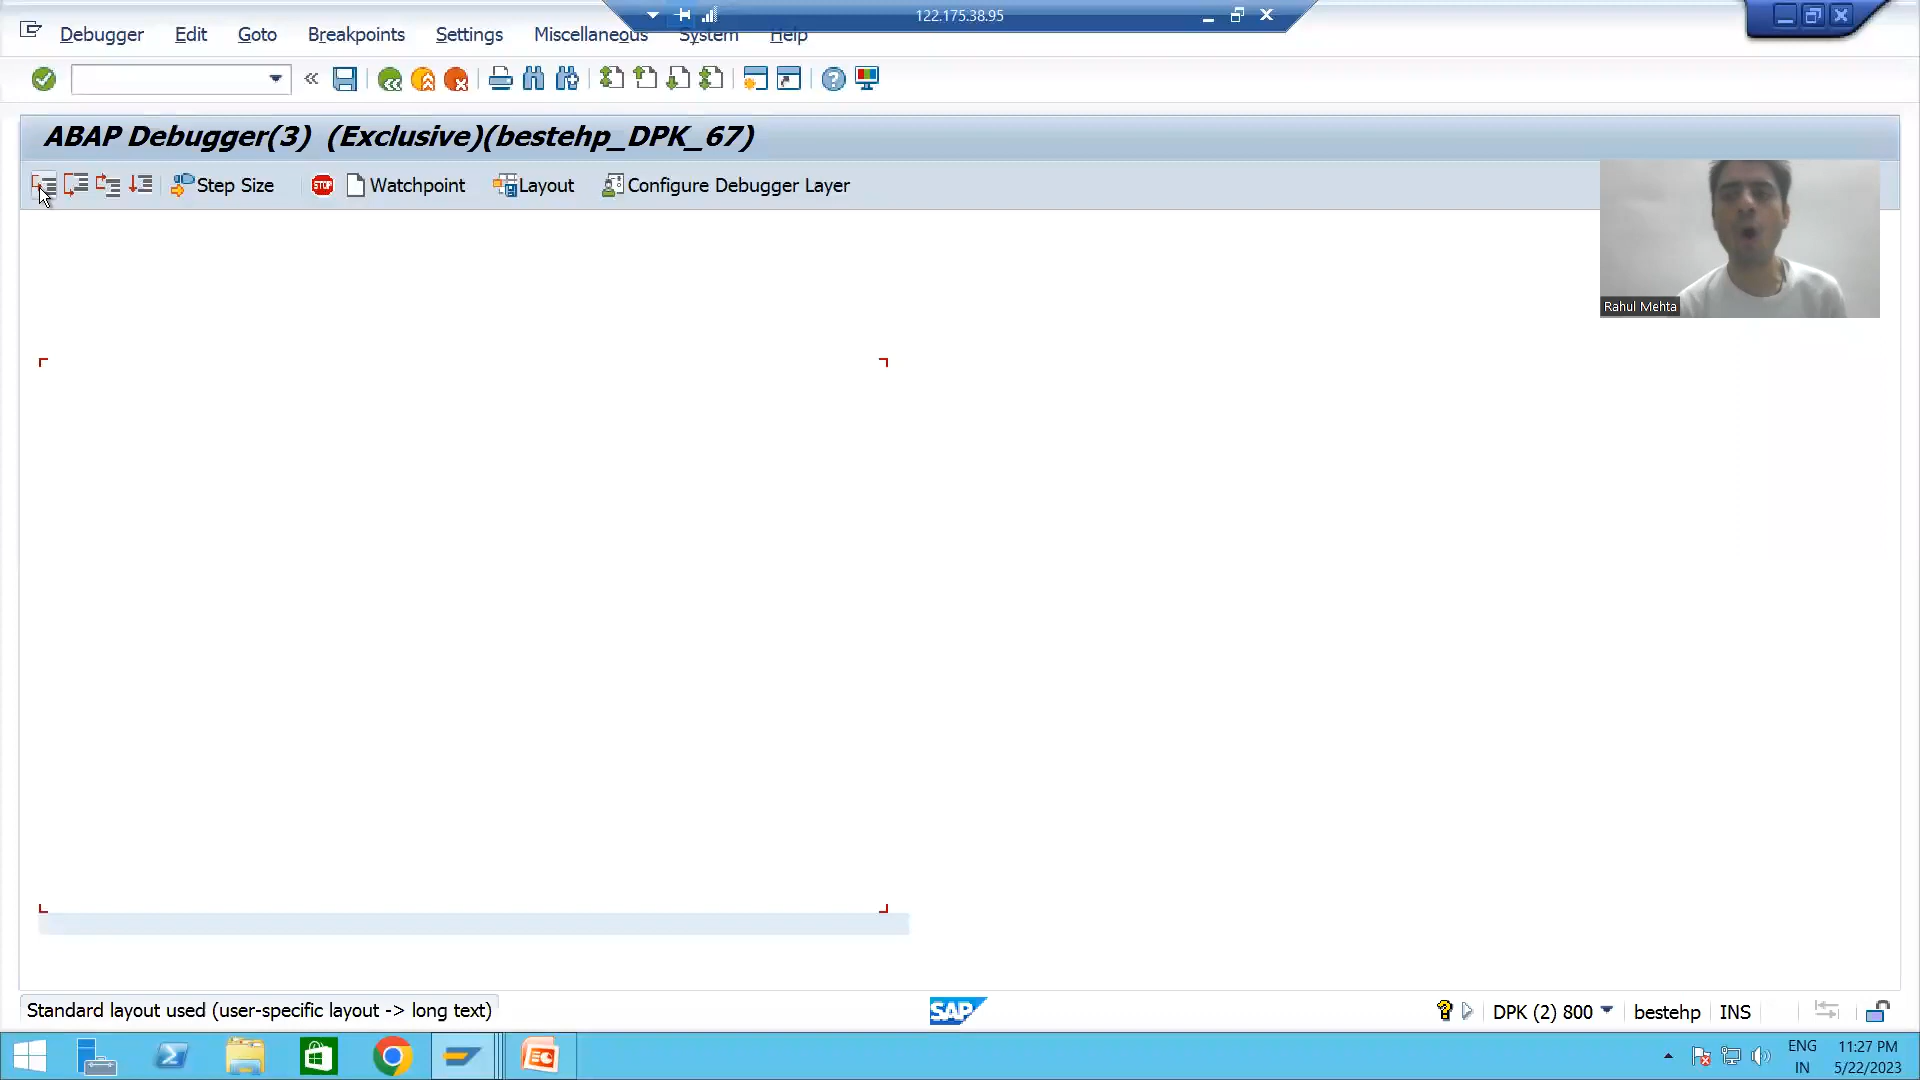 122.175.38.95
Debugger Edit Goto Breakpoints Settings Miscellaneous System Help
ABAP Debugger(3) (Exclusive)(bestehp_DPK_67)
STOP
Step Size Watchpoint Layout Configure Debugger Layer
Rahul Mehta
Standard layout used (user-specific layout -> long text)
SAP
DPK (2) 800 bestehp INS
ENG
IN
11:27 PM
5/22/2023